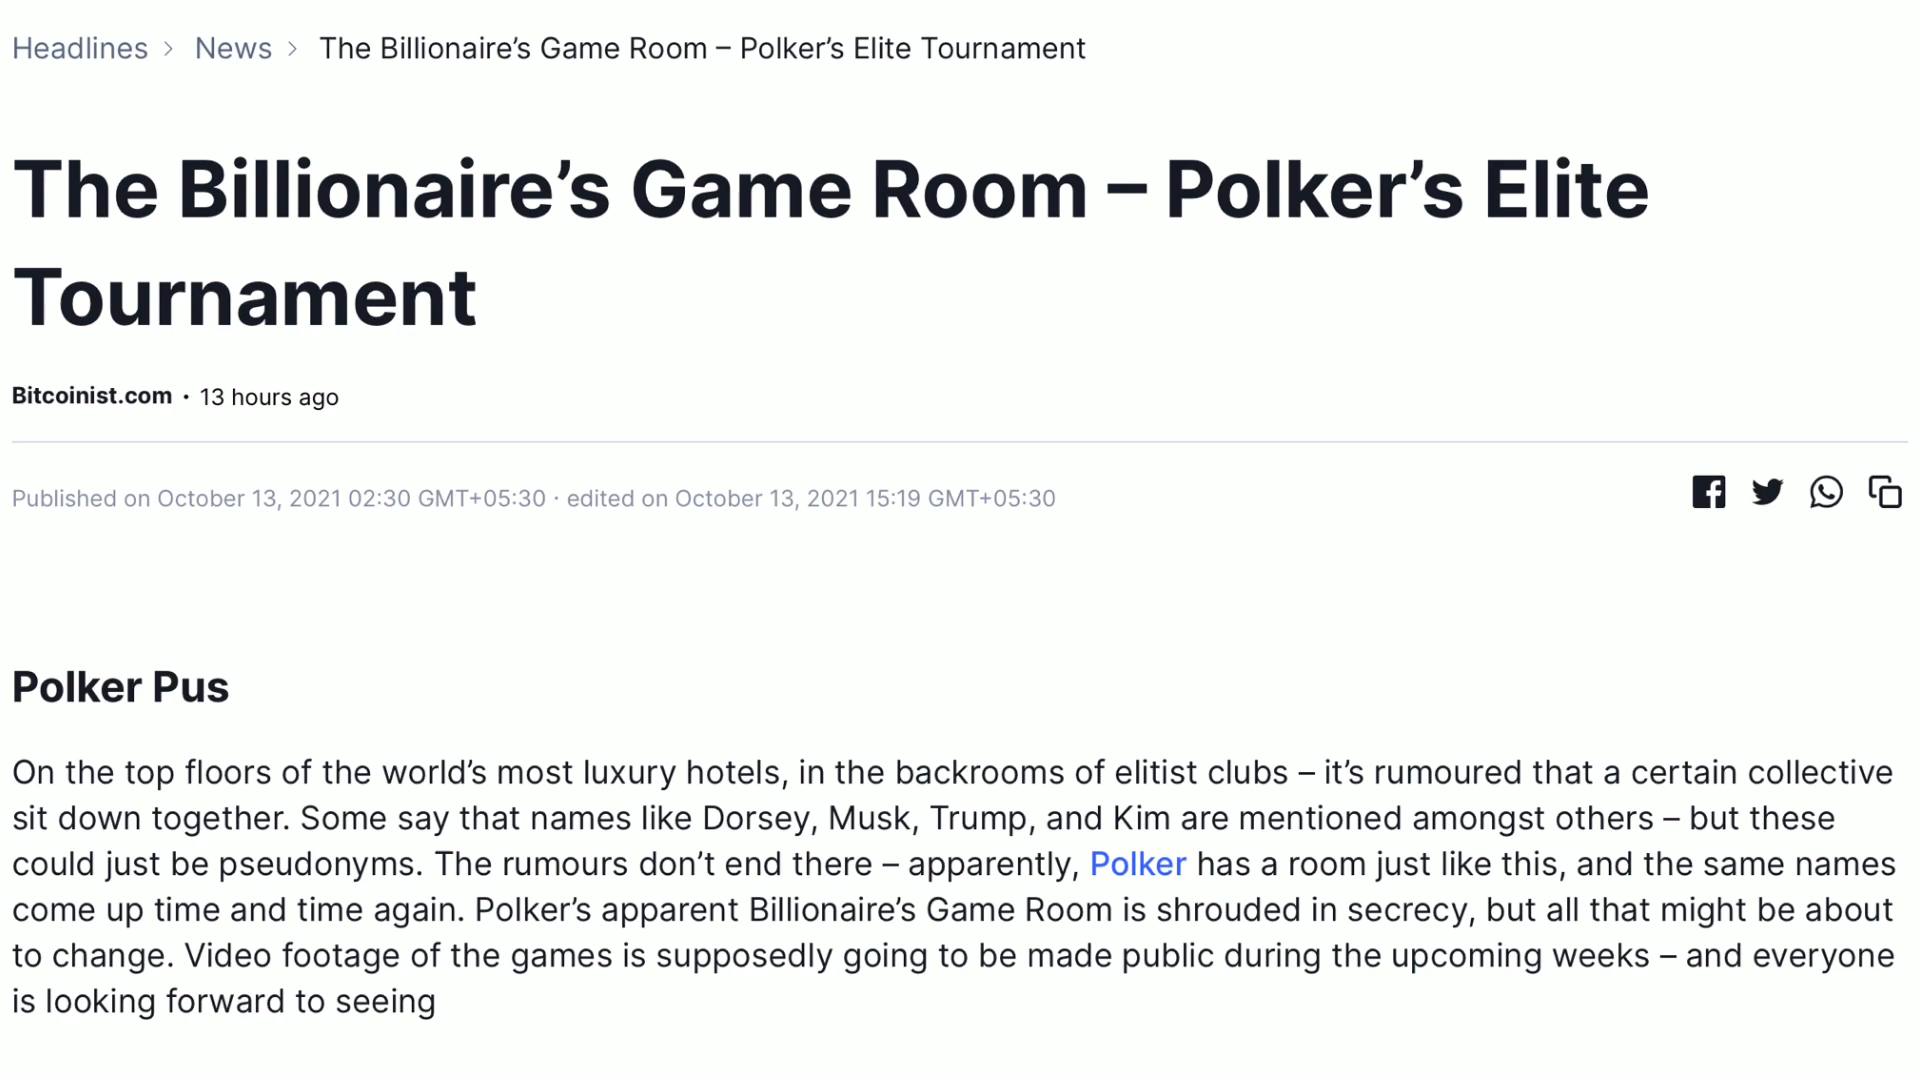 Headlines > News > The Billionaire’s Game Room – Polker’s Elite Tournament
The Billionaire’s Game Room – Polker’s Elite
Tournament
Bitcoinist.com · 13 hours ago
Published on October 13, 2021 02:30 GMT+05:30 · edited on October 13, 2021 15:19 GMT+05:30
Polker Pus
On the top floors of the world’s most luxury hotels, in the backrooms of elitist clubs – it’s rumoured that a certain collective
sit down together. Some say that names like Dorsey, Musk, Trump, and Kim are mentioned amongst others – but these
could just be pseudonyms. The rumours don’t end there – apparently, Polker has a room just like this, and the same names
come up time and time again. Polker’s apparent Billionaire’s Game Room is shrouded in secrecy, but all that might be about
to change. Video footage of the games is supposedly going to be made public during the upcoming weeks – and everyone
is looking forward to seeing